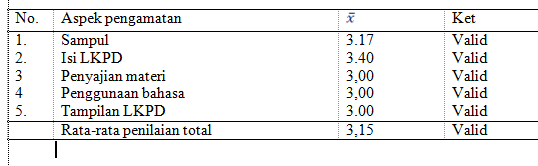 No. Aspek pengamatan x̄ Ket
1. Sampul 3.17 Valid
2. Isi LKPD 3.40 Valid
3 Penyajian materi 3,00 Valid
4 Penggunaan bahasa 3,00 Valid
5. Tampilan LKPD 3.00 Valid
Rata-rata penilaian total 3,15 Valid